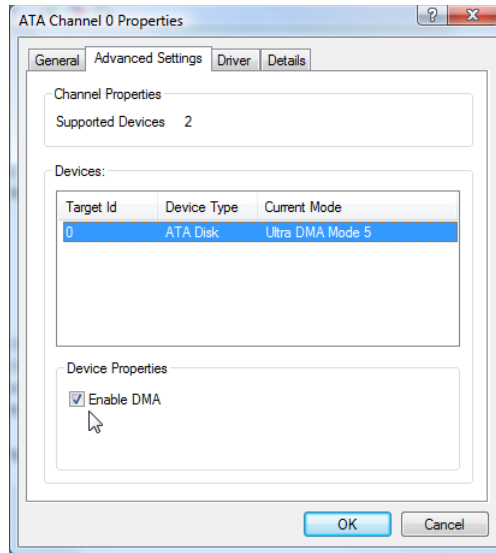 ATA Channel 0 Properties
General Advanced Settings Driver Details
Channel Properties
Supported Devices 2
Devices:
Target Id Device Type Current Mode
0 ATA Disk Ultra DMA Mode 5
Device Properties
Enable DMA
OK Cancel